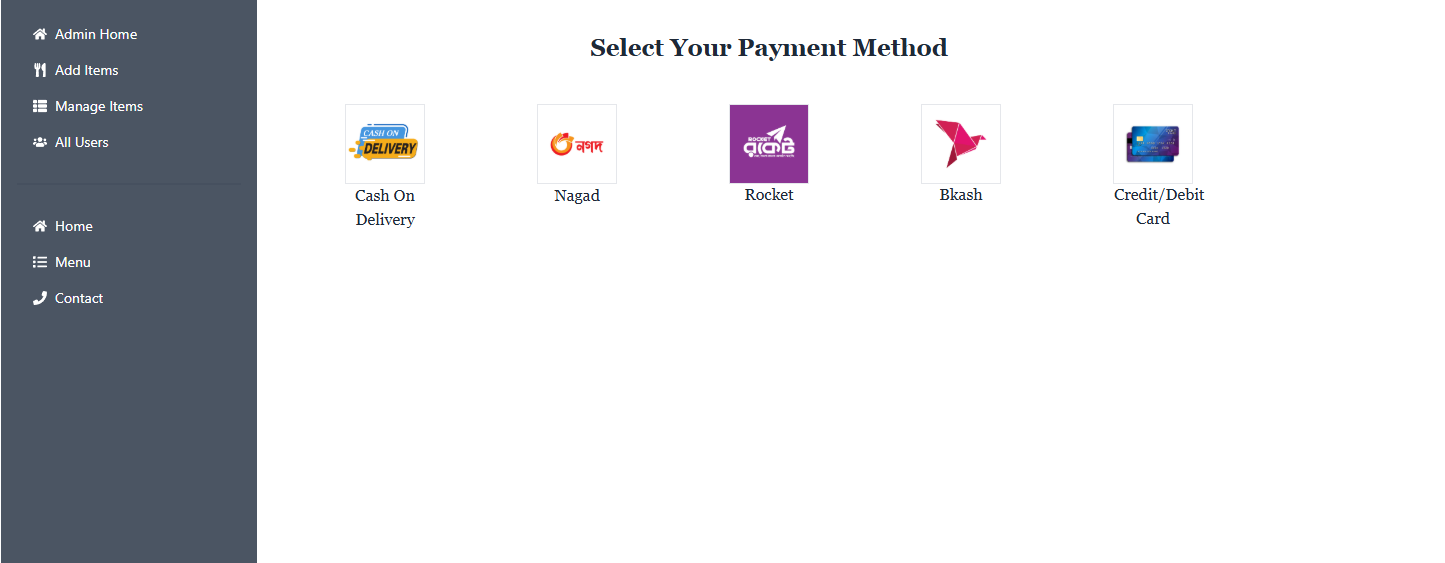 Admin Home
Add Items
Manage Items
All Users
Home
Menu
Contact
Select Your Payment Method
CASH ON
DELIVERY
Cash On
Delivery
নগদ
Nagad
ROCKET
রকেট
Rocket
Bkash
Credit/Debit
Card